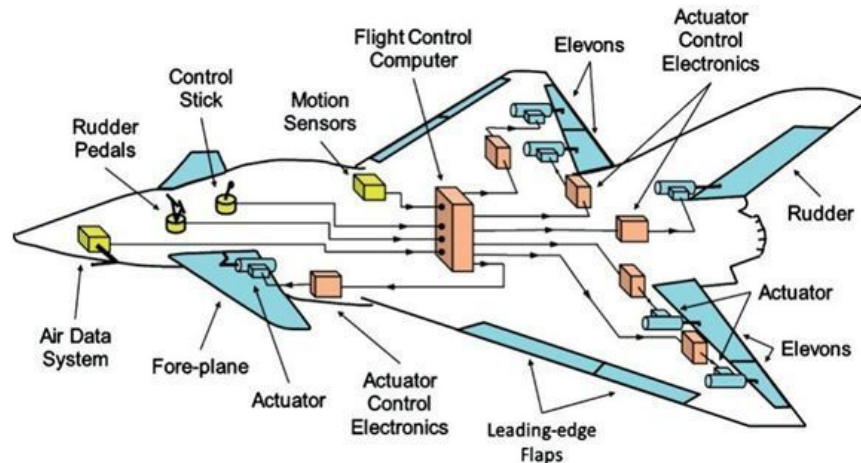 Flight Control
Computer
Elevons
Actuator
Control
Electronics
Control
Stick
Motion
Sensors
Rudder
Pedals
Rudder
Air Data
System
Fore-plane
Actuator
Actuator
Control
Electronics
Leading-edge
Flaps
Actuator
Elevons